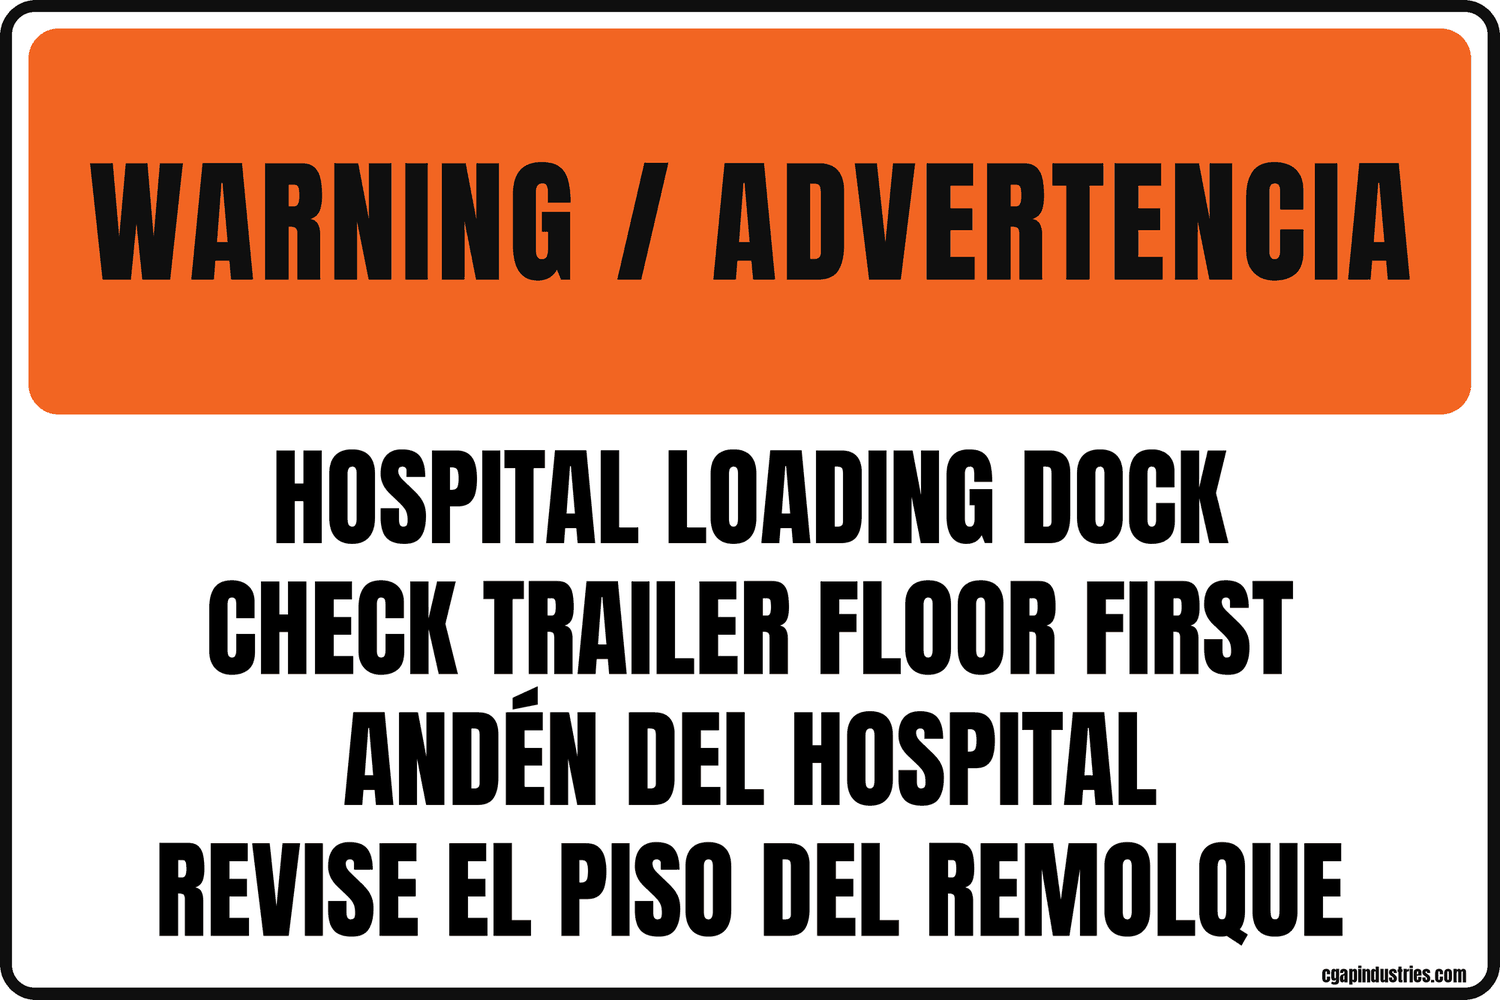 WARNING / ADVERTENCIA
HOSPITAL LOADING DOCK
CHECK TRAILER FLOOR FIRST
ANDÉN DEL HOSPITAL
REVISE EL PISO DEL REMOLQUE
cgapindustries.com